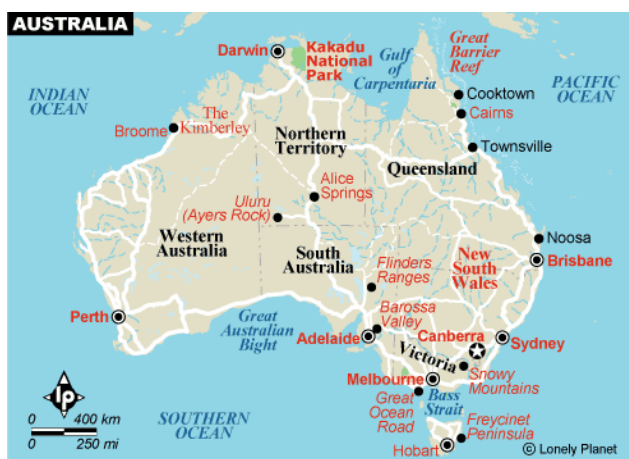 AUSTRALIA
Darwin
Kakadu
National
Park
Gulf
of
Carpentaria
Great
Barrier
Reef
PACIFIC
OCEAN
INDIAN
OCEAN
Cooktown
Cairns
The
Kimberley
Broome
Northern
Territory
Townsville
Queensland
Alice
Springs
Uluru
(Ayers Rock)
Western
Australia
South
Australia
Flinders
Ranges
New
South
Wales
Noosa
Brisbane
Perth
Great
Australian
Bight
Barossa
Valley
Adelaide
Canberra
Sydney
Victoria
Snowy
Mountains
Melbourne
Great
Ocean
Road
Bass
Strait
lp
0 400 km
0 250 mi
SOUTHERN
OCEAN
Freycinet
Peninsula
Hobart
© Lonely Planet